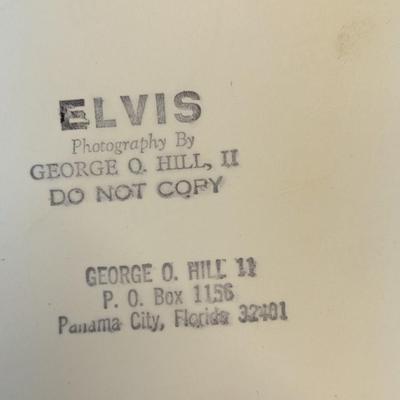 ELVIS
Photography By
GEORGE O. HILL, II
DO NOT COPY
GEORGE O. HILL II
P. O. Box 1156
Panama City, Florida 32401